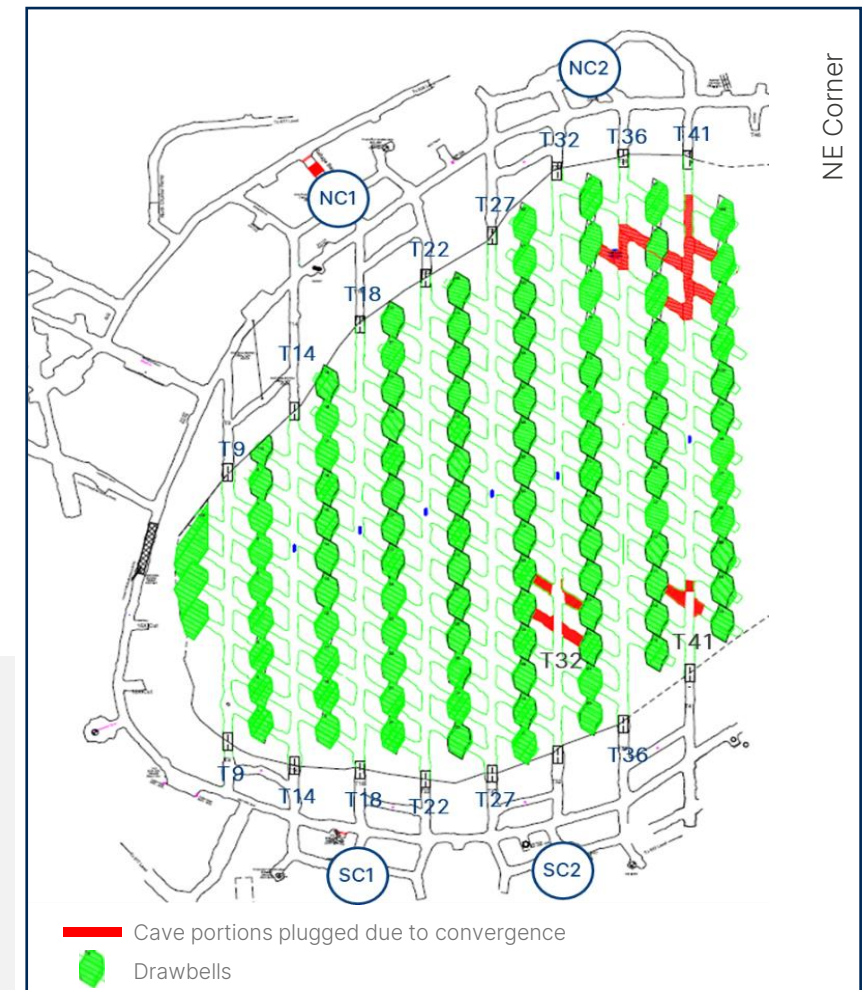 NC2
NE Corner
T32
T36
T41
NC1
T27
T22
T18
T14
T9
T32
T41
T9
T14
T18
T22
T27
T36
SC1
SC2
Cave portions plugged due to convergence
Drawbells